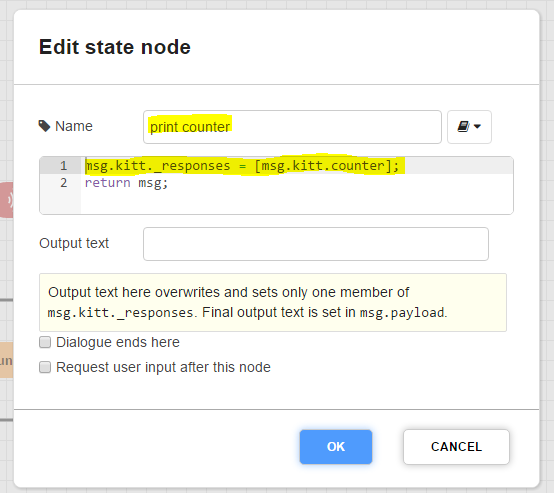 Edit state node
Name
print counter
1 msg.kitt._responses = [msg.kitt.counter];
2 return msg;
Output text
Output text here overwrites and sets only one member of
msg.kitt._responses. Final output text is set in msg.payload.
Dialogue ends here
Request user input after this node
OK
CANCEL
un